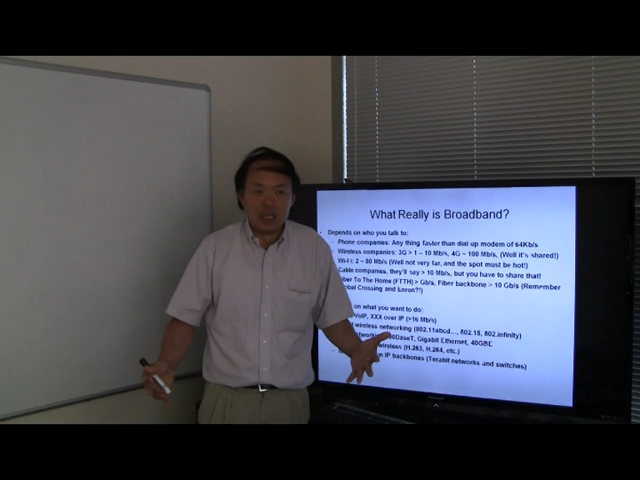 What Really is Broadband?
• Depends on who you talk to:
– Phone companies: Any thing faster than dial up modem of 64Kb/s
– Wireless companies: 3G > 1 ~ 10 Mb/s, 4G ~ 100 Mb/s, (Well it's shared!)
– Wi-Fi: 2 ~ 50 Mb/s (Well not very far, and the spot must be hot!)
Cable companies, they'll say > 10 Mb/s, but you have to share that!
To The Home (FTTH) > Gb/s, Fiber backbone > 10 Gb/s (Remember
Crossing and Enron?!)
on what you want to do:
VoIP, XXX over IP (>16 Mb/s)
wireless networking (802.11abcd..., 802.15, 802.infinity)
Gigabit Ethernet, 40GBE
wireless (H.263, H.264, etc.)
IP backbones (Terabit networks and switches)